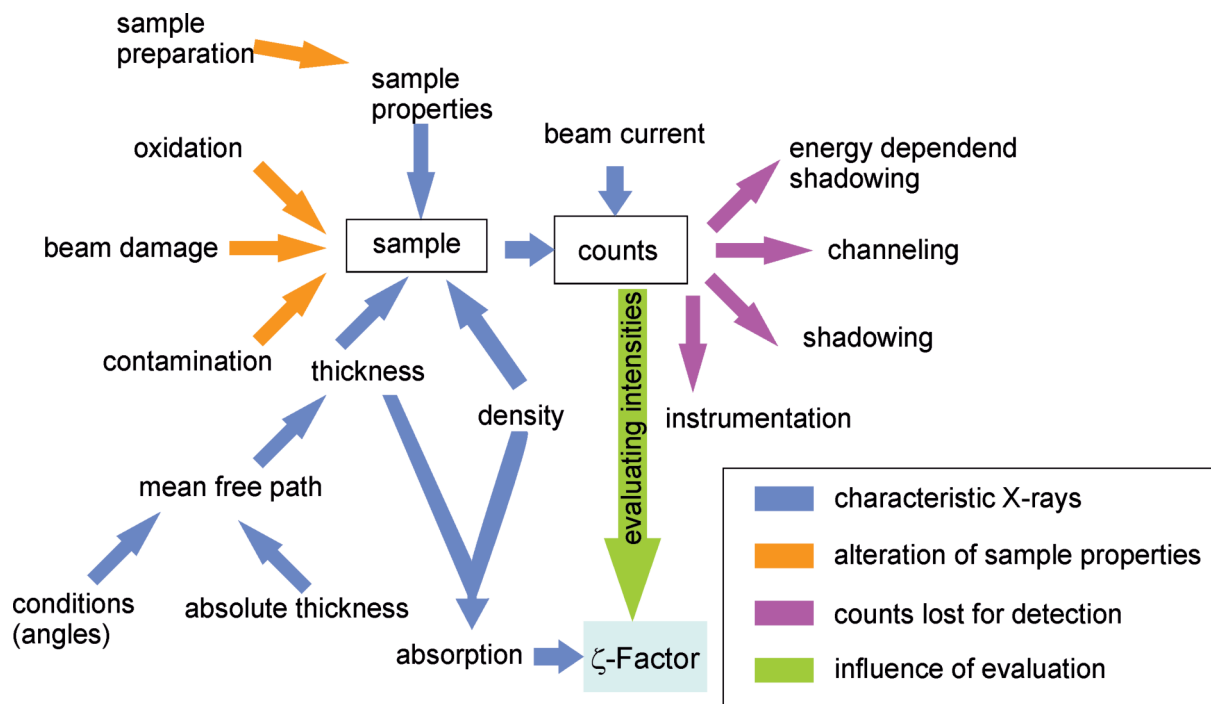 sample
preparation
sample
properties
oxidation
beam current
energy dependend
shadowing
beam damage
sample
counts
channeling
contamination
thickness
shadowing
density
evaluating intensities
instrumentation
mean free path
conditions
(angles)
absolute thickness
absorption
ζ-Factor
characteristic X-rays
alteration of sample properties
counts lost for detection
influence of evaluation